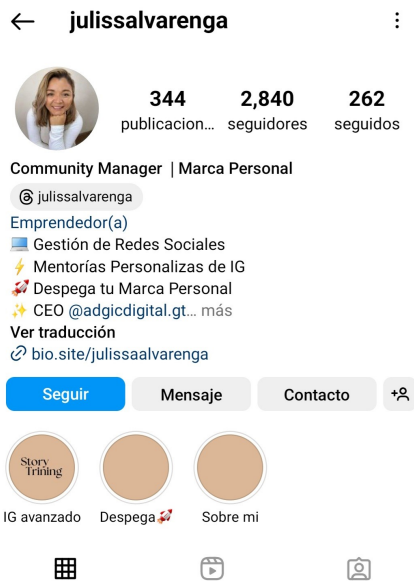 julissalvarenga
344 2,840 262
publicacion... seguidores seguidos
Community Manager | Marca Personal
julissalvarenga
Emprendedor(a)
Gestión de Redes Sociales
Mentorías Personalizas de IG
Despega tu Marca Personal
CEO @adgicdigital.gt... más
Ver traducción
bio.site/julissaalvarenga
Seguir Mensaje Contacto
Story
Trining
IG avanzado Despega🚀 Sobre mi